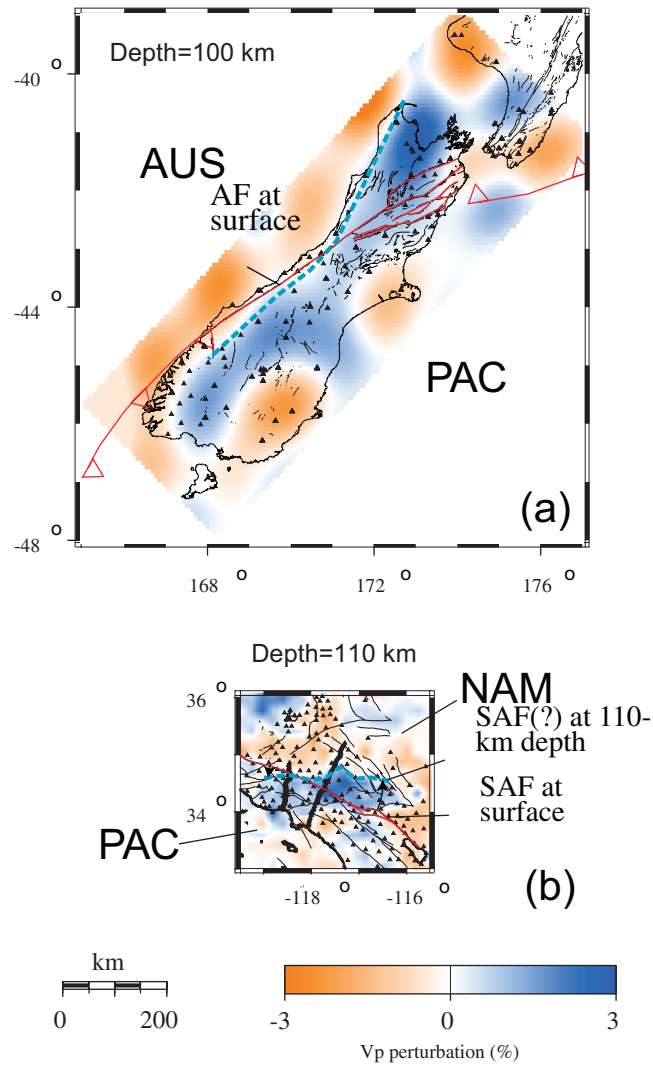 Depth=100 km
o
-40
AUS
AF at
surface
o
-44
PAC
(a)
o
-48
168 o
172 o
176 o
Depth=110 km
o
36
NAM
SAF(?) at 110-
km depth
o
34
SAF at
surface
PAC
(b)
-118 o
-116 o
km
0 200
-3 0 3
Vp perturbation (%)